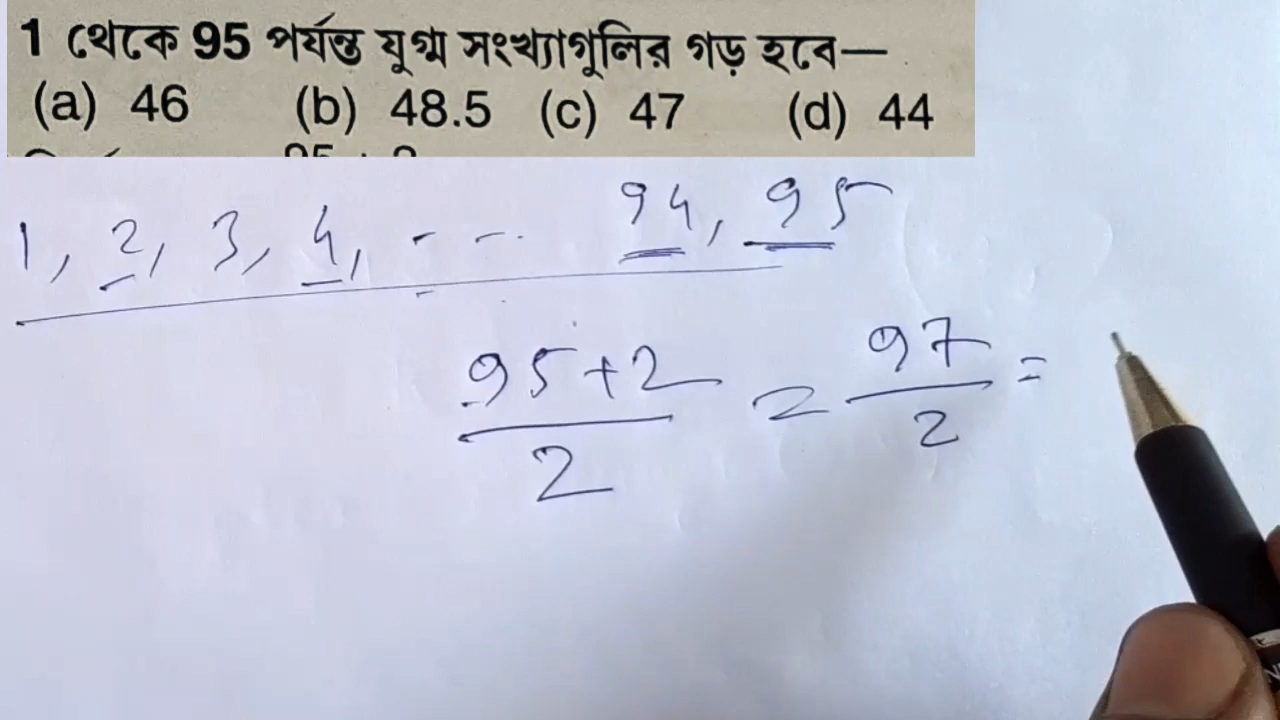 1 থেকে 95 পর্যন্ত যুগ্ম সংখ্যাগুলির গড় হবে—
(a) 46 (b) 48.5 (c) 47 (d) 44
1, 2, 3, 4, - - .. 94, 95
95+2 / 2 = 97 / 2 =